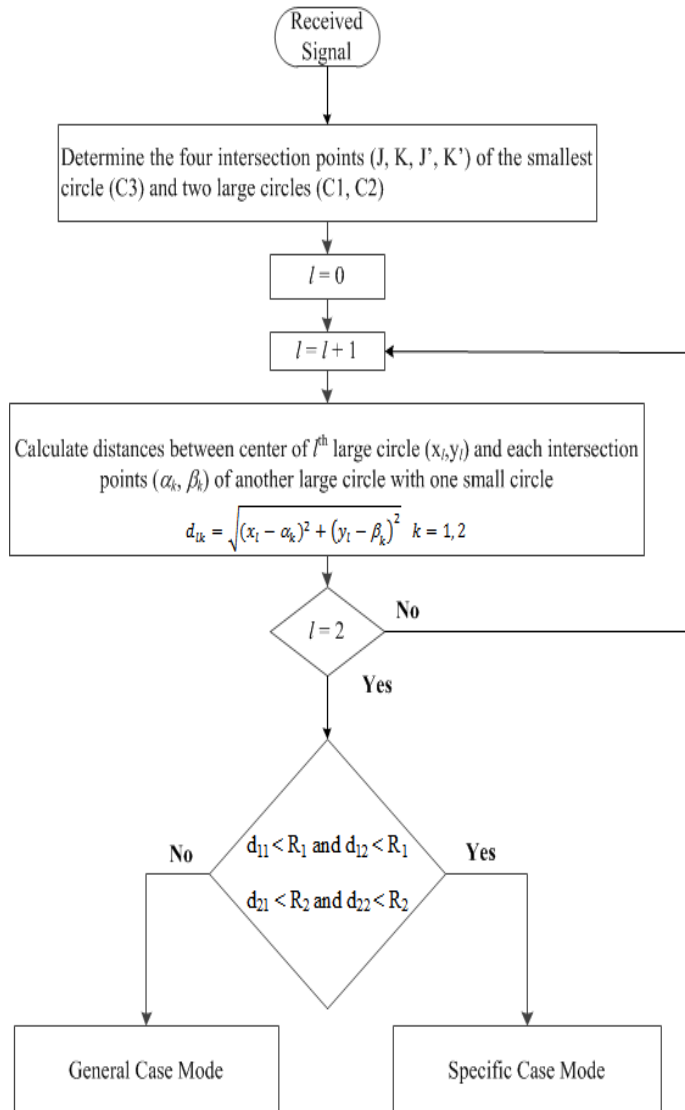 Received
Signal
Determine the four intersection points (J, K, J’, K’) of the smallest
circle (C3) and two large circles (C1, C2)
l = 0
l = l + 1
Calculate distances between center of lᵗʰ large circle (xₗ,yₗ) and each intersection
points (αₖ, βₖ) of another large circle with one small circle
dₗₖ = √((xₗ − αₖ)² + (yₗ − βₖ)²) k = 1, 2
No
l = 2
Yes
d₁₁ < R₁ and d₁₂ < R₁
No
Yes
d₂₁ < R₂ and d₂₂ < R₂
General Case Mode
Specific Case Mode